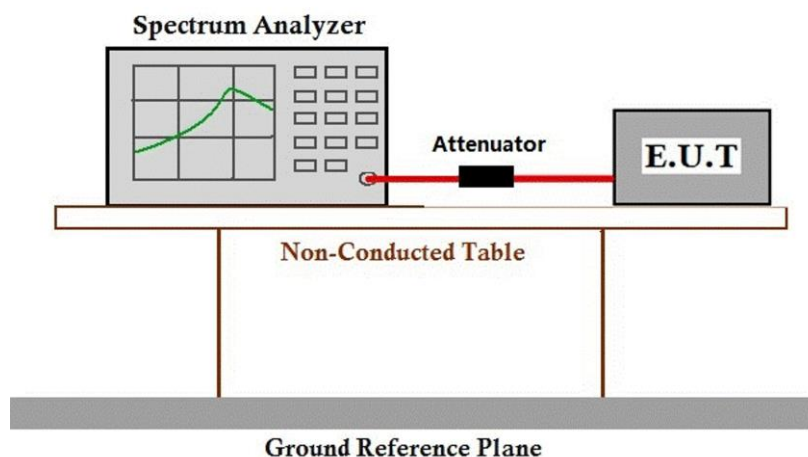 Spectrum Analyzer
Attenuator
E.U.T
Non-Conducted Table
Ground Reference Plane